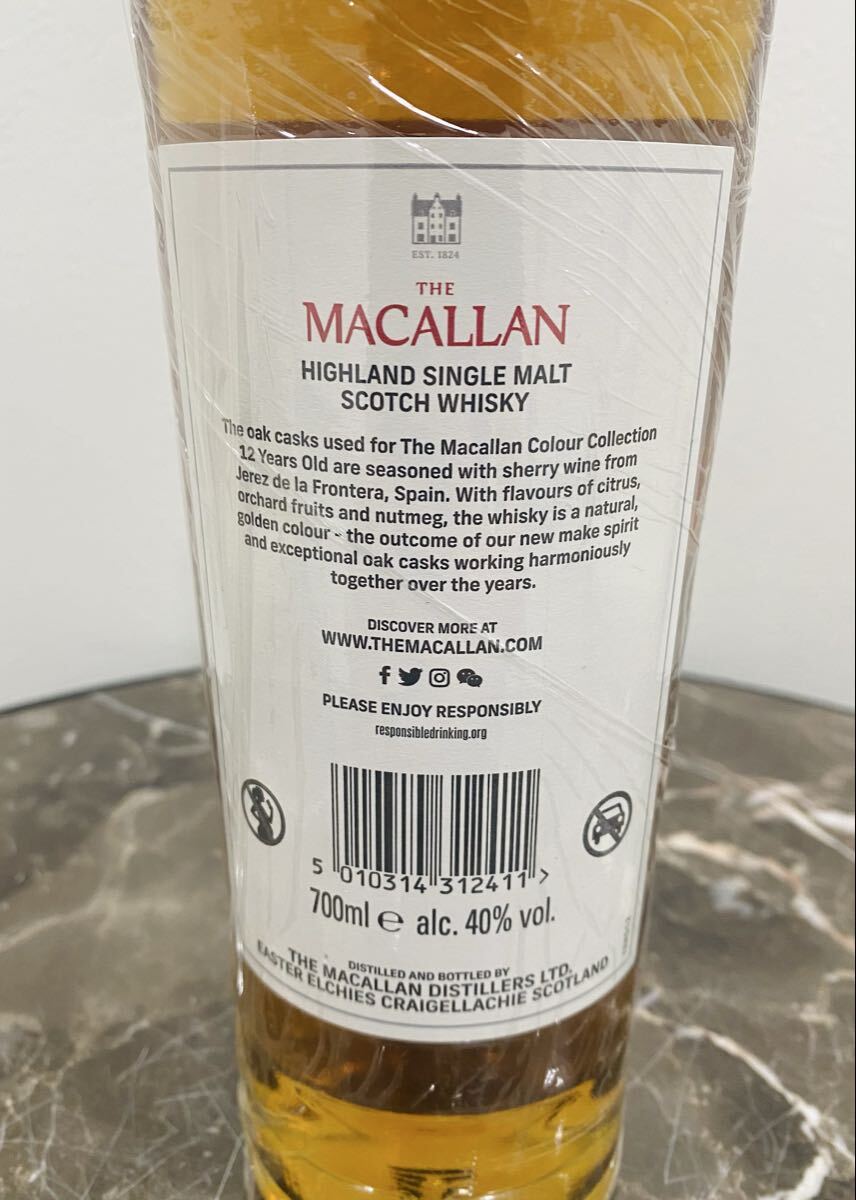 EST. 1824
THE
MACALLAN
HIGHLAND SINGLE MALT
SCOTCH WHISKY
The oak casks used for The Macallan Colour Collection
12 Years Old are seasoned with sherry wine from
Jerez de la Frontera, Spain. With flavours of citrus,
orchard fruits and nutmeg, the whisky is a natural,
golden colour - the outcome of our new make spirit
and exceptional oak casks working harmoniously
together over the years.
DISCOVER MORE AT
WWW.THEMACALLAN.COM
PLEASE ENJOY RESPONSIBLY
responsibledrinking.org
5 010314 312411 >
700ml e alc. 40% vol.
DISTILLED AND BOTTLED BY
THE MACALLAN DISTILLERS LTD.
EASTER ELCHIES CRAIGELLACHIE SCOTLAND